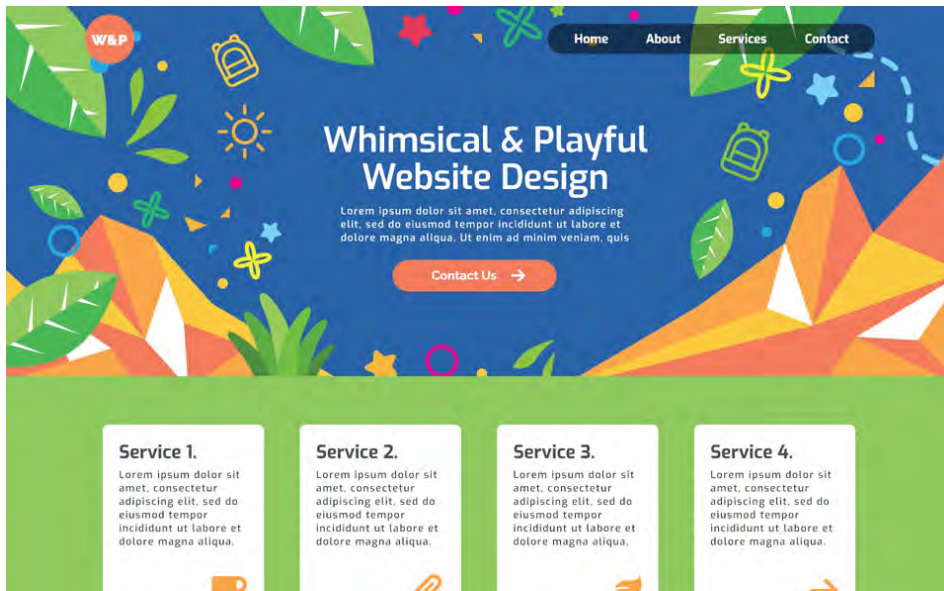 W&P
Home About Services Contact
Whimsical & Playful
Website Design
Lorem ipsum dolor sit amet, consectetur adipiscing
elit, sed do eiusmod tempor incididunt ut labore et
dolore magna aliqua. Ut enim ad minim veniam, quis
Contact Us
Service 1.
Lorem ipsum dolor sit
amet, consectetur
adipiscing elit, sed do
eiusmod tempor
incididunt ut labore et
dolore magna aliqua.
Service 2.
Lorem ipsum dolor sit
amet, consectetur
adipiscing elit, sed do
eiusmod tempor
incididunt ut labore et
dolore magna aliqua.
Service 3.
Lorem ipsum dolor sit
amet, consectetur
adipiscing elit, sed do
eiusmod tempor
incididunt ut labore et
dolore magna aliqua.
Service 4.
Lorem ipsum dolor sit
amet, consectetur
adipiscing elit, sed do
eiusmod tempor
incididunt ut labore et
dolore magna aliqua.